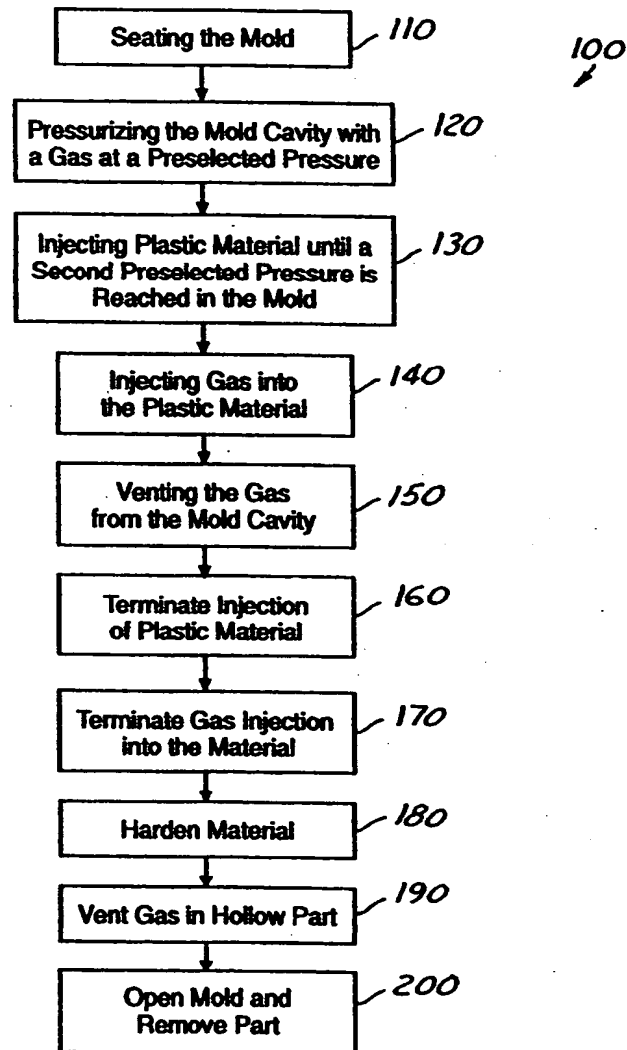 Seating the Mold
110
100
Pressurizing the Mold Cavity with
a Gas at a Preselected Pressure
120
Injecting Plastic Material until a
Second Preselected Pressure is
Reached in the Mold
130
Injecting Gas into
the Plastic Material
140
Venting the Gas
from the Mold Cavity
150
Terminate Injection
of Plastic Material
160
Terminate Gas Injection
into the Material
170
Harden Material
180
Vent Gas in Hollow Part
190
Open Mold and
Remove Part
200